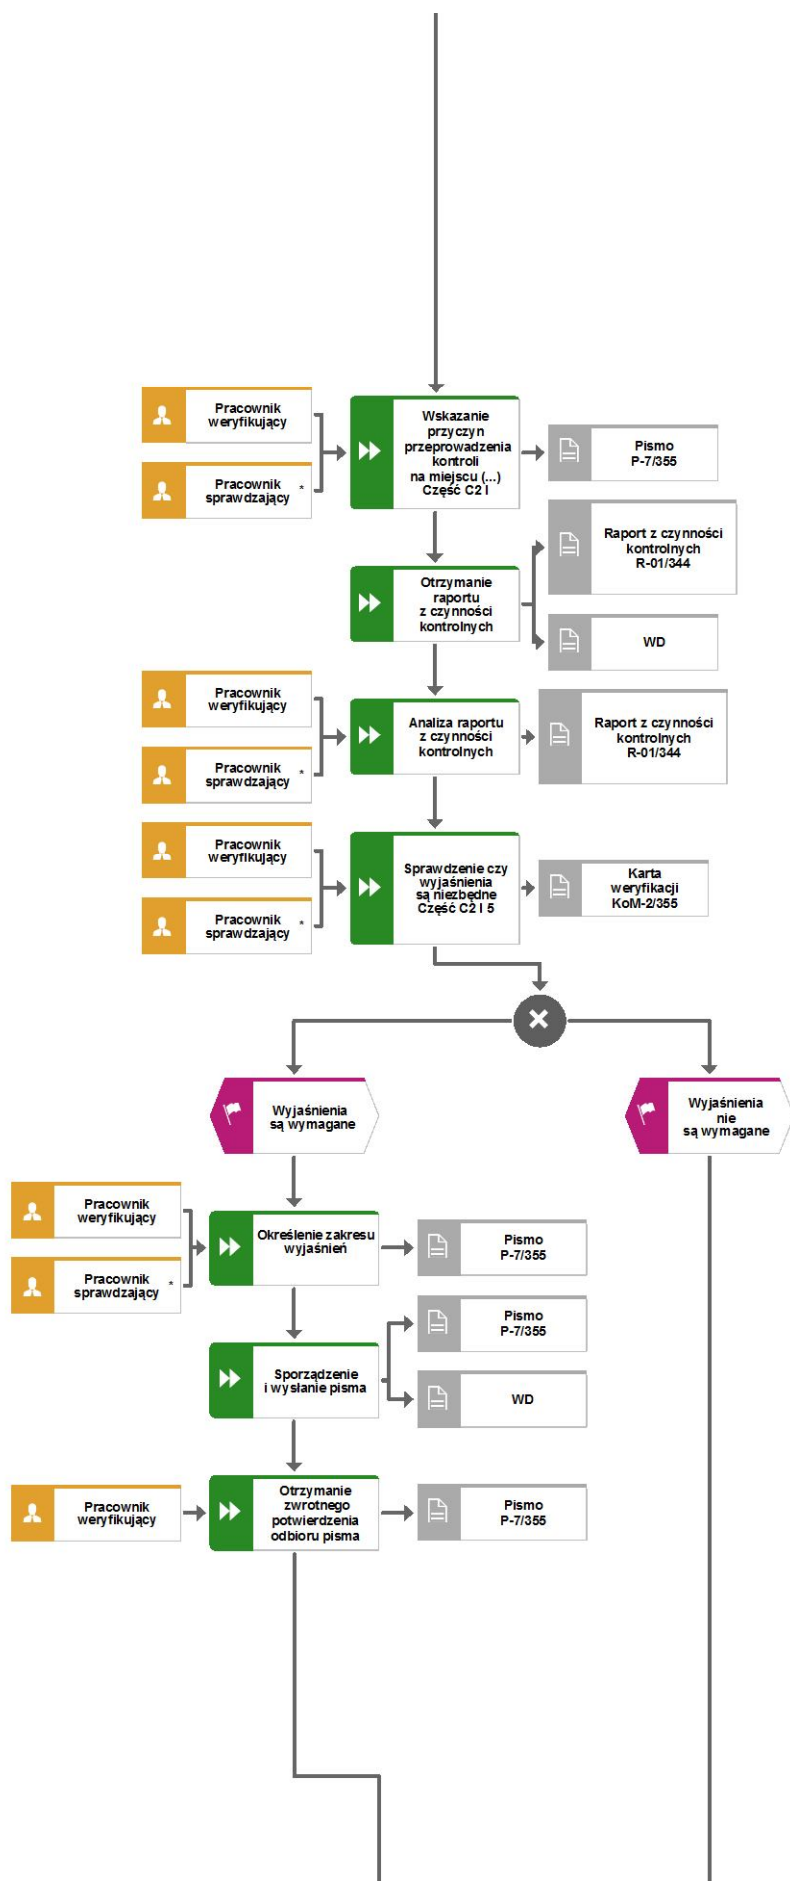 Pracownik
weryfikujący
Pracownik
sprawdzający *
Wskazanie
przyczyn
przeprowadzenia
kontroli
na miejscu (...)
Część C2 I
Pismo
P-7/355
Otrzymanie
raportu
z czynności
kontrolnych
Raport z czynności
kontrolnych
R-01/344
WD
Pracownik
weryfikujący
Pracownik
sprawdzający *
Analiza raportu
z czynności
kontrolnych
Raport z czynności
kontrolnych
R-01/344
Pracownik
weryfikujący
Pracownik
sprawdzający *
Sprawdzenie czy
wyjaśnienia
są niezbędne
Część C2 I 5
Karta
weryfikacji
KoM-2/355
Wyjaśnienia
są wymagane
Wyjaśnienia
nie
są wymagane
Pracownik
weryfikujący
Pracownik
sprawdzający *
Określenie zakresu
wyjaśnień
Pismo
P-7/355
Sporządzenie
i wysłanie pisma
Pismo
P-7/355
WD
Pracownik
weryfikujący
Otrzymanie
zwrotnego
potwierdzenia
odbioru pisma
Pismo
P-7/355